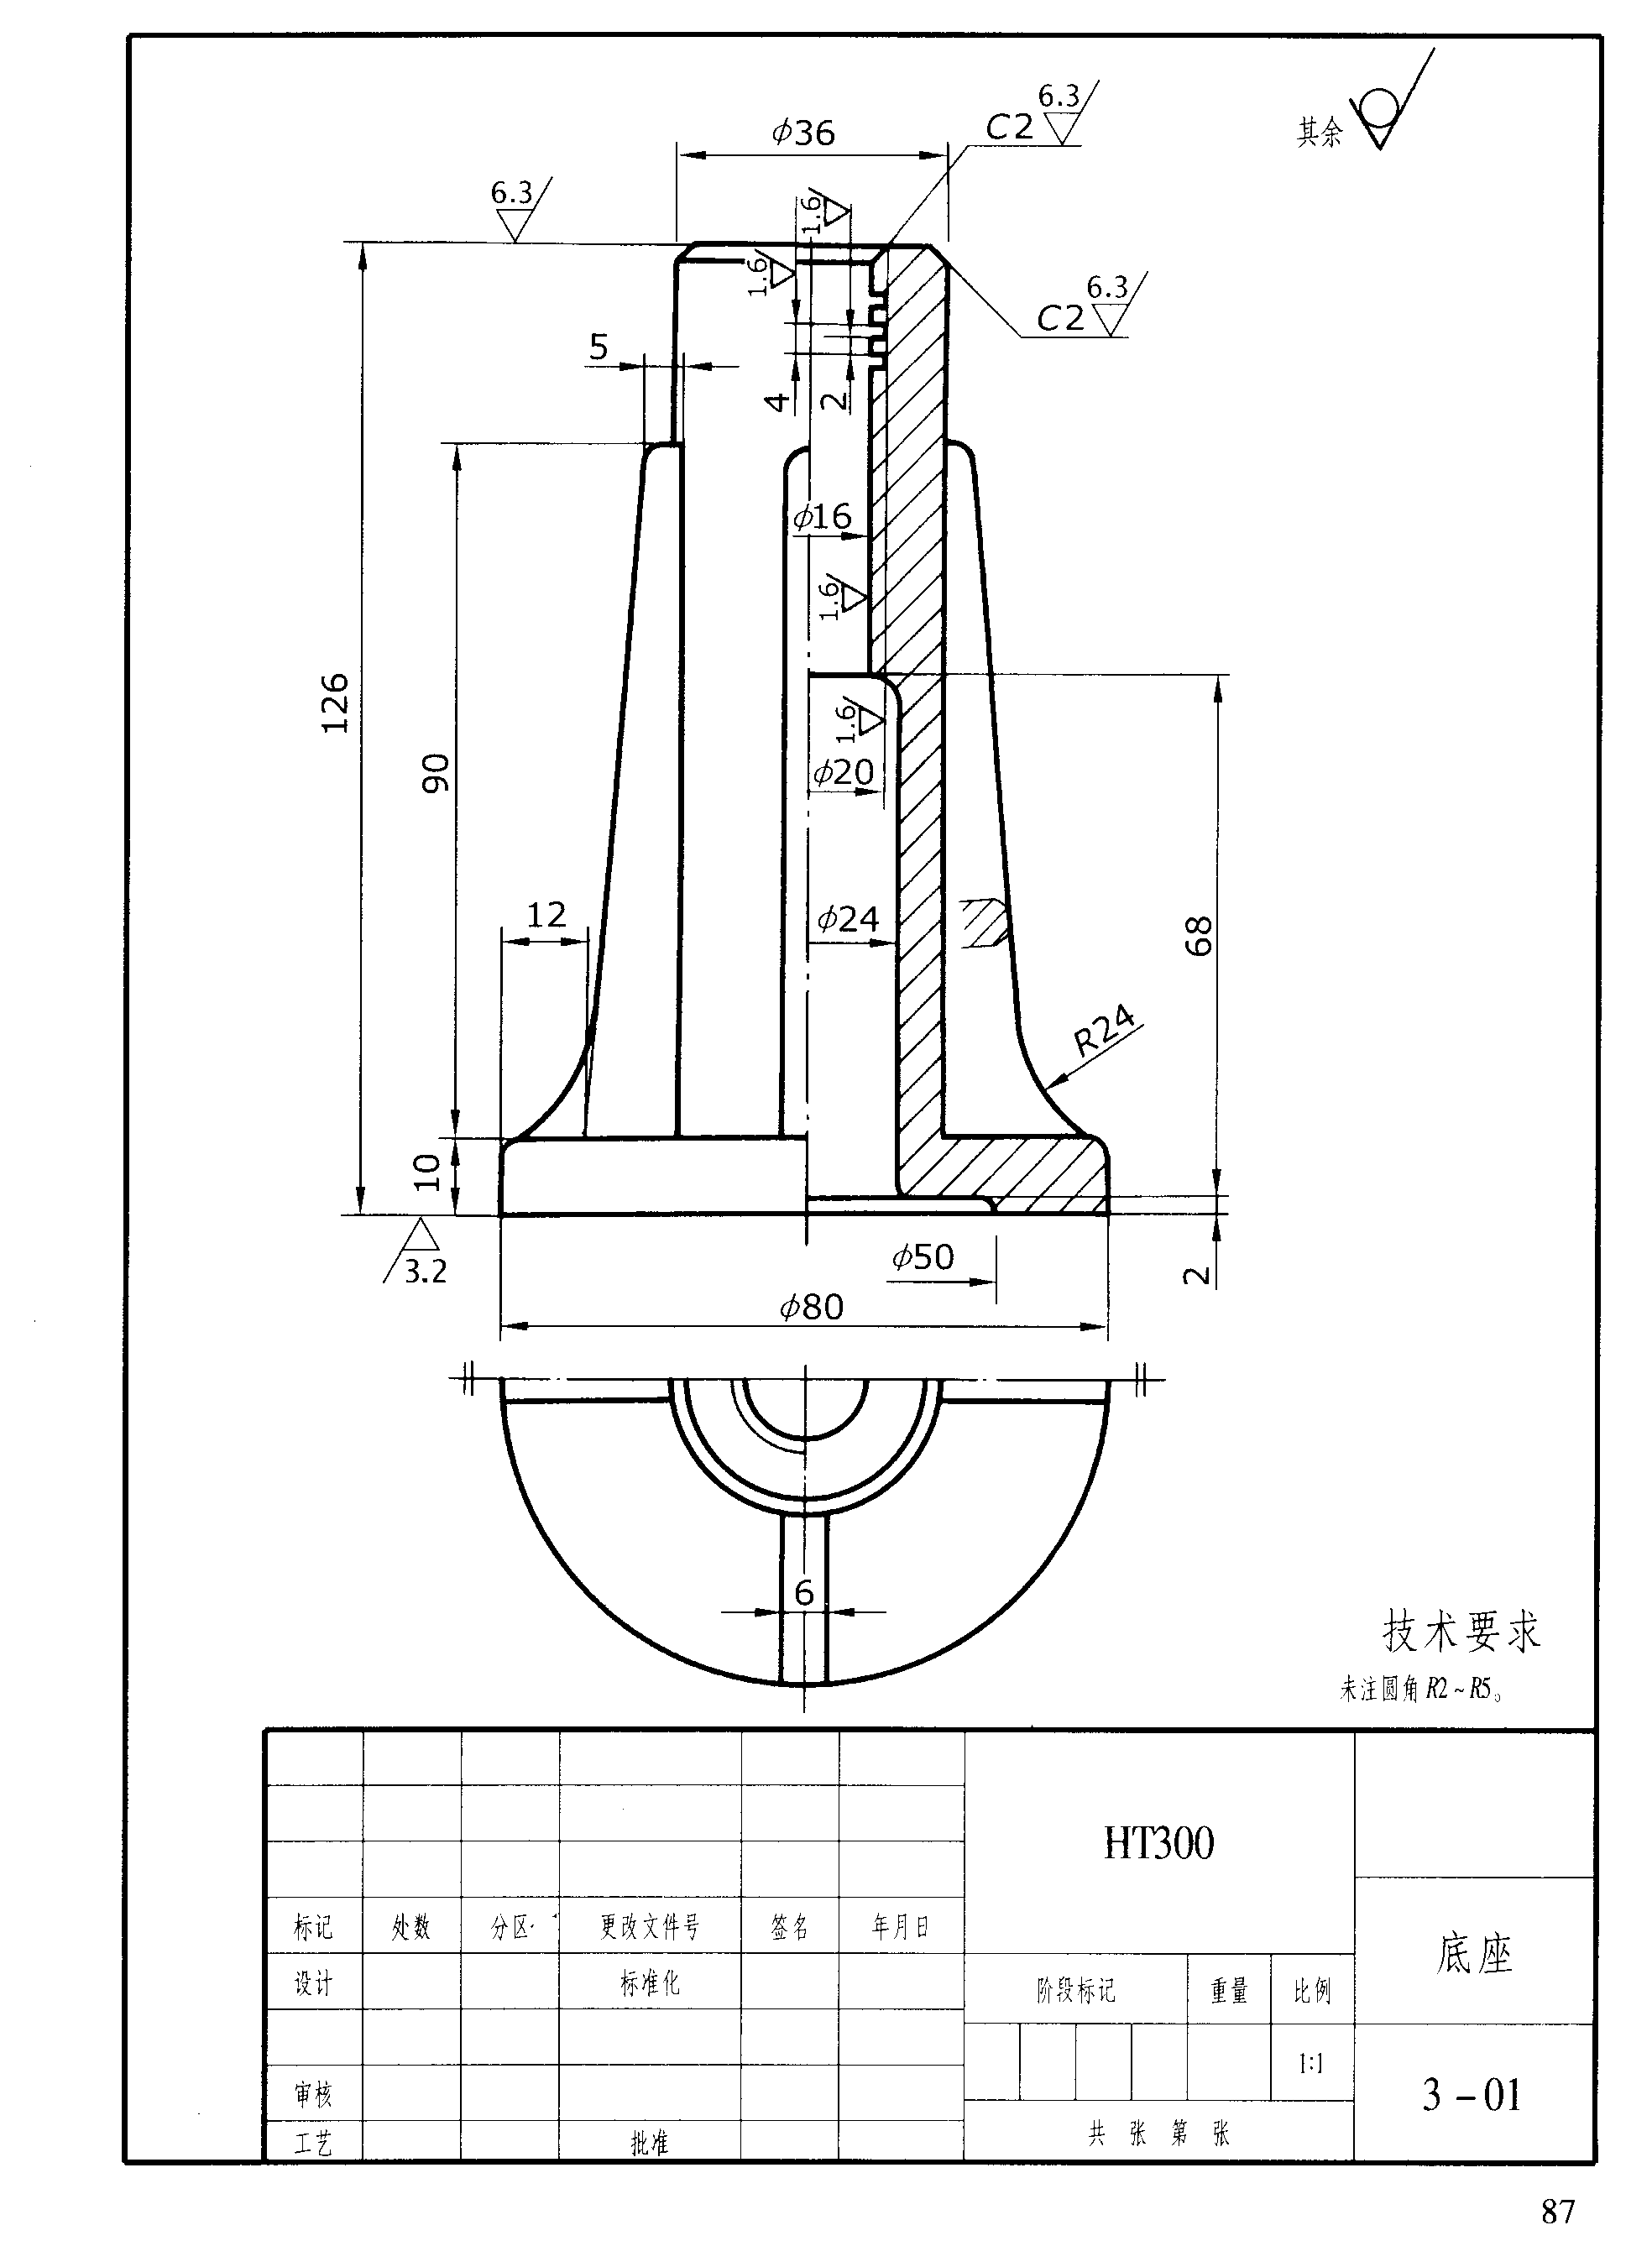 6.3
C2
其余
φ36
6.3
1.6
1.6
6.3
C2
5
4
2
φ16
1.6
126
1.6
90
φ20
12
φ24
68
R24
10
3.2
φ50
2
φ80
6
技术要求
未注圆角R2~R5。
HT300
标记 处数 分区 更改文件号 签名 年月日
底座
设计 标准化
阶段标记 重量 比例
1:1
审核
3-01
共 张 第 张
工艺 批准
87